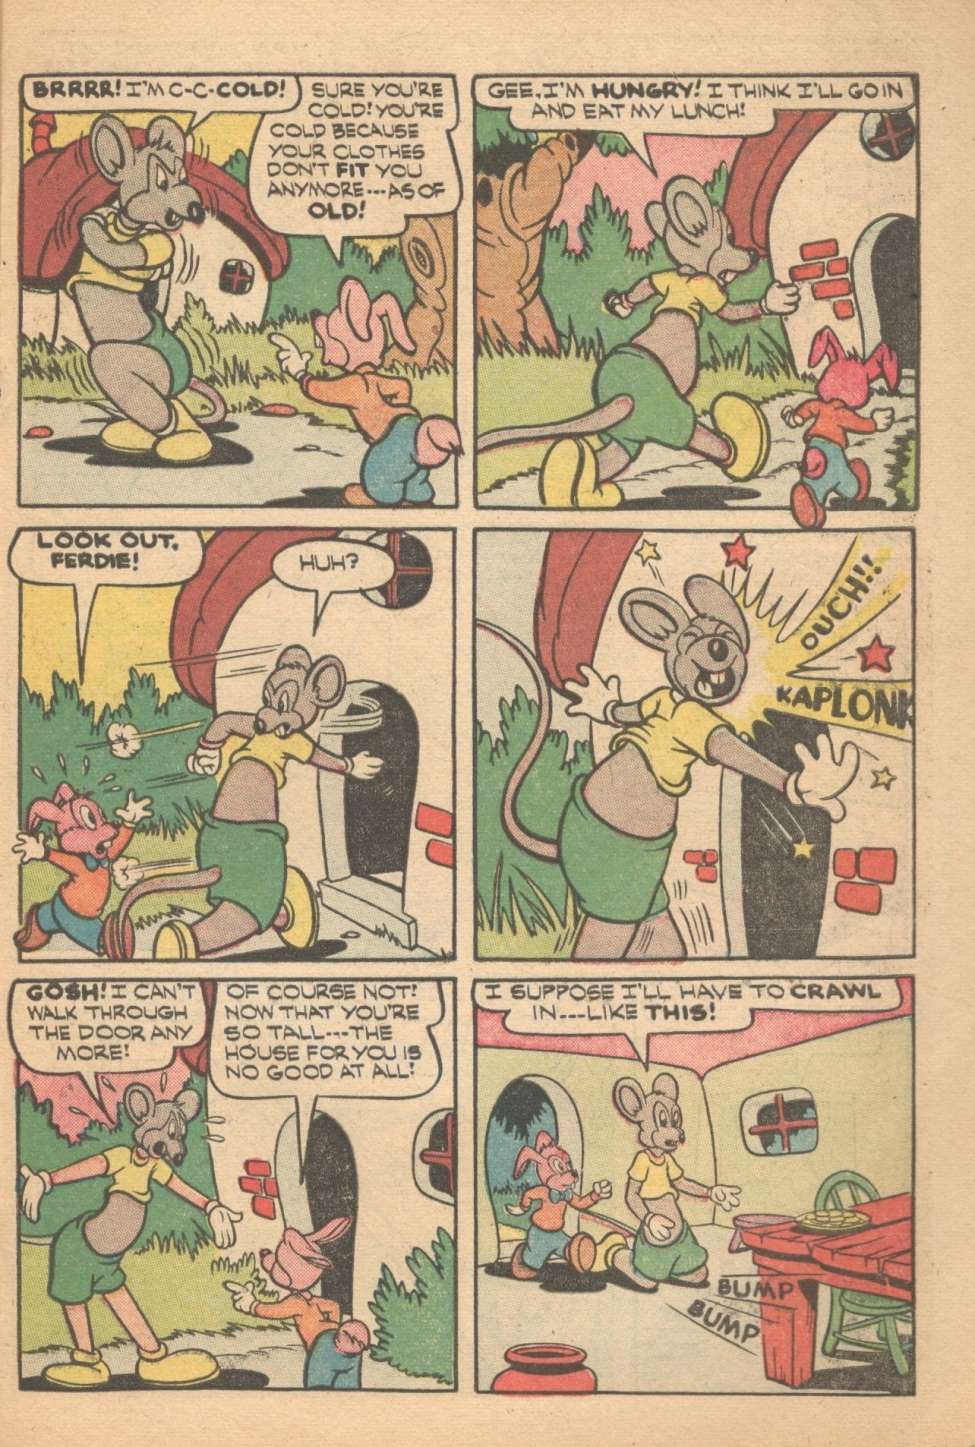 BRRRR! I'M C-C-COLD!
SURE YOU'RE
COLD! YOU'RE
COLD BECAUSE
YOUR CLOTHES
DON'T FIT YOU
ANYMORE---AS OF
OLD!
GEE, I'M HUNGRY! I THINK I'LL GO IN
AND EAT MY LUNCH!
LOOK OUT,
FERDIE!
HUH?
OUCH!!
KAPLONK
GOSH! I CAN'T
WALK THROUGH
THE DOOR ANY
MORE!
OF COURSE NOT!
NOW THAT YOU'RE
SO TALL---THE
HOUSE FOR YOU IS
NO GOOD AT ALL!
I SUPPOSE I'LL HAVE TO CRAWL
IN---LIKE THIS!
BUMP
BUMP